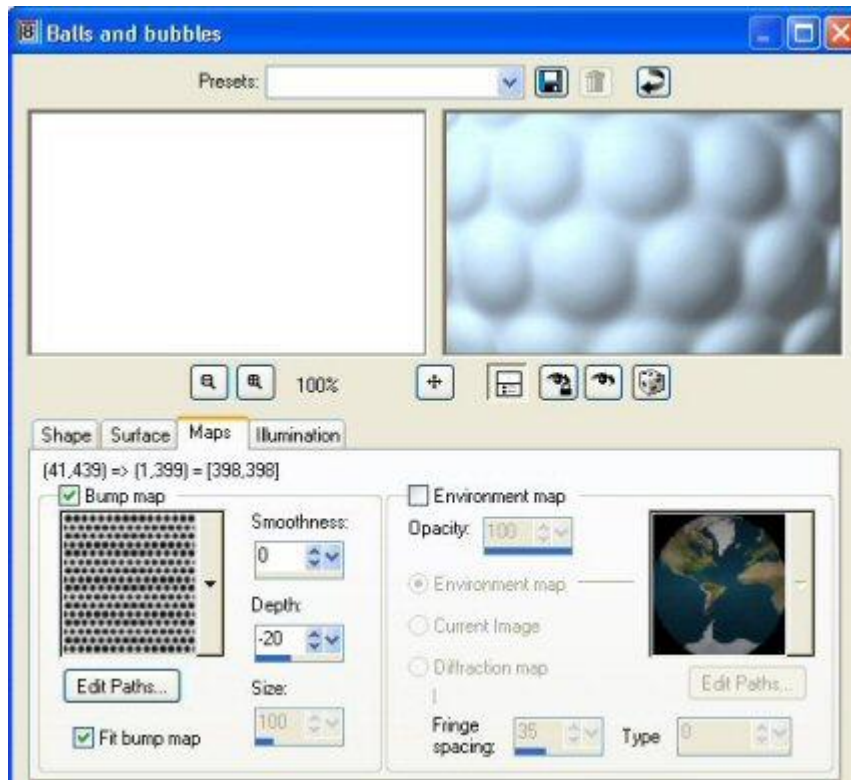 Balls and bubbles
Presets:
100%
Shape Surface Maps Illumination
(41,439) => (1,399) = [398,398]
Bump map
Smoothness:
0
Depth:
-20
Edit Paths...
Size:
100
Fit bump map
Environment map
Opacity: 100
Environment map
Current Image
Diffraction map
Edit Paths...
Fringe spacing: 35 Type 0